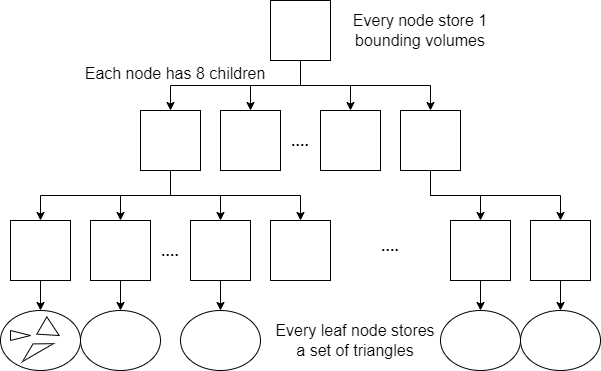 Every node store 1
bounding volumes
Each node has 8 children
....
....
....
Every leaf node stores
a set of triangles